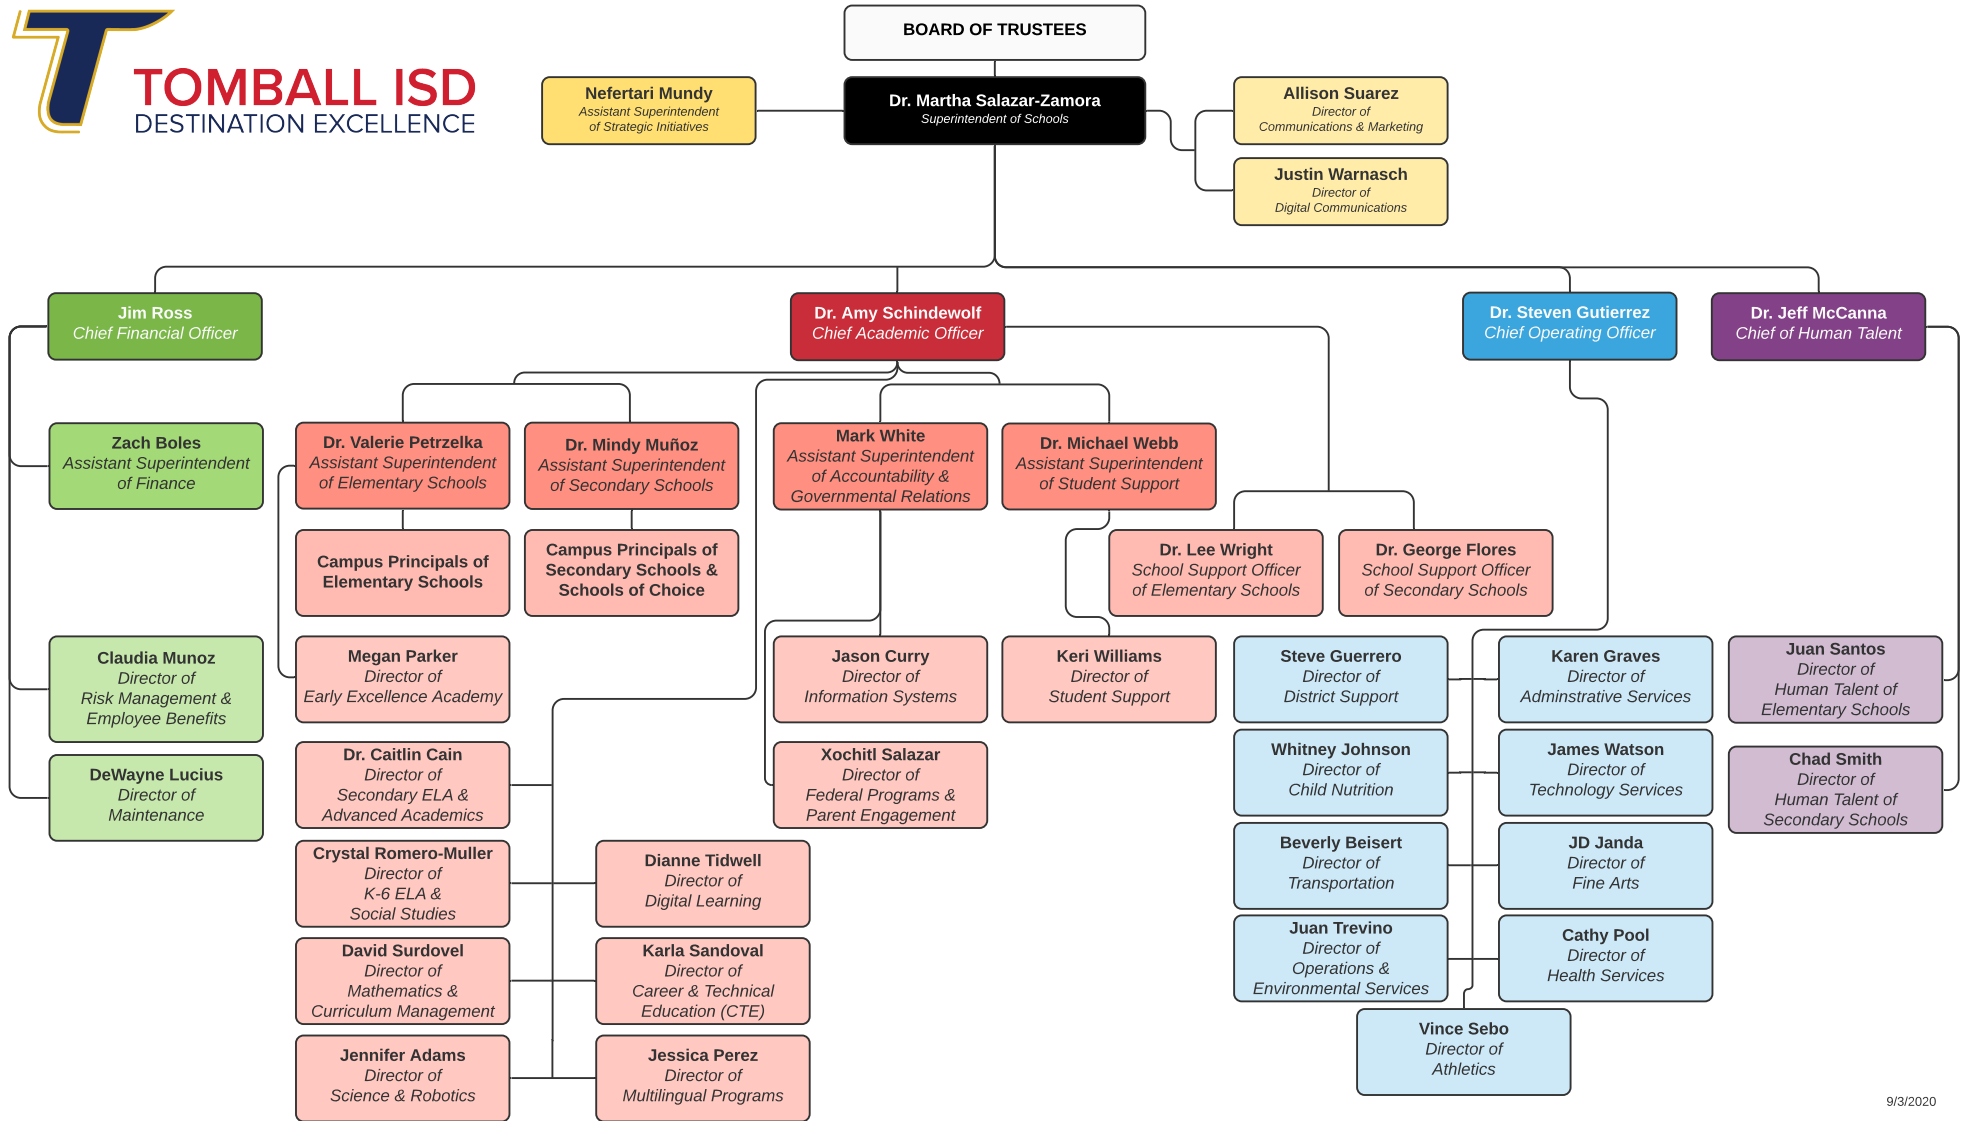 TOMBALL ISD
DESTINATION EXCELLENCE
BOARD OF TRUSTEES
Nefertari Mundy
Assistant Superintendent
of Strategic Initiatives
Dr. Martha Salazar-Zamora
Superintendent of Schools
Allison Suarez
Director of
Communications & Marketing
Justin Warnasch
Director of
Digital Communications
Jim Ross
Chief Financial Officer
Dr. Amy Schindewolf
Chief Academic Officer
Dr. Steven Gutierrez
Chief Operating Officer
Dr. Jeff McCanna
Chief of Human Talent
Zach Boles
Assistant Superintendent
of Finance
Dr. Valerie Petrzelka
Assistant Superintendent
of Elementary Schools
Dr. Mindy Muñoz
Assistant Superintendent
of Secondary Schools
Mark White
Assistant Superintendent
of Accountability &
Governmental Relations
Dr. Michael Webb
Assistant Superintendent
of Student Support
Campus Principals of
Elementary Schools
Campus Principals of
Secondary Schools &
Schools of Choice
Dr. Lee Wright
School Support Officer
of Elementary Schools
Dr. George Flores
School Support Officer
of Secondary Schools
Claudia Munoz
Director of
Risk Management &
Employee Benefits
Megan Parker
Director of
Early Excellence Academy
Jason Curry
Director of
Information Systems
Keri Williams
Director of
Student Support
Steve Guerrero
Director of
District Support
Karen Graves
Director of
Adminstrative Services
Juan Santos
Director of
Human Talent of
Elementary Schools
DeWayne Lucius
Director of
Maintenance
Dr. Caitlin Cain
Director of
Secondary ELA &
Advanced Academics
Xochitl Salazar
Director of
Federal Programs &
Parent Engagement
Whitney Johnson
Director of
Child Nutrition
James Watson
Director of
Technology Services
Chad Smith
Director of
Human Talent of
Secondary Schools
Crystal Romero-Muller
Director of
K-6 ELA &
Social Studies
Dianne Tidwell
Director of
Digital Learning
Beverly Beisert
Director of
Transportation
JD Janda
Director of
Fine Arts
David Surdovel
Director of
Mathematics &
Curriculum Management
Karla Sandoval
Director of
Career & Technical
Education (CTE)
Juan Trevino
Director of
Operations &
Environmental Services
Cathy Pool
Director of
Health Services
Jennifer Adams
Director of
Science & Robotics
Jessica Perez
Director of
Multilingual Programs
Vince Sebo
Director of
Athletics
9/3/2020